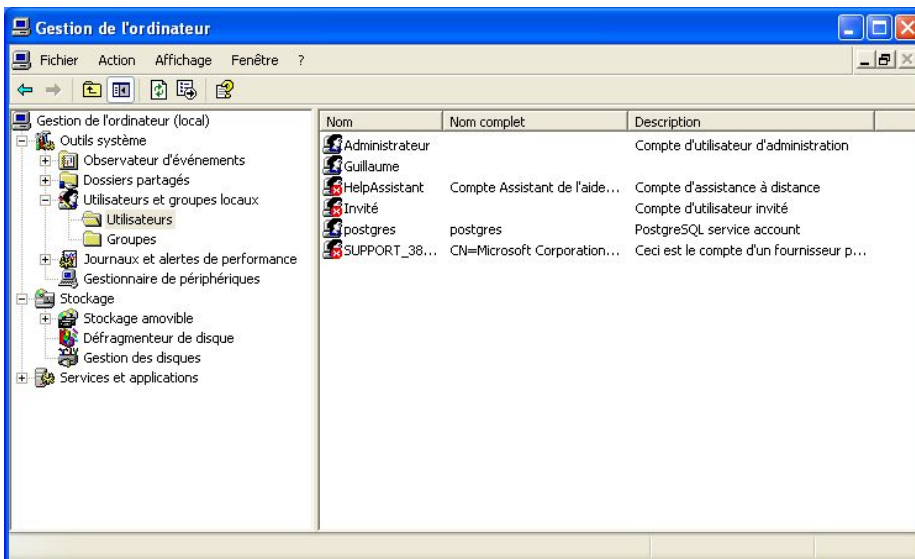 Gestion de l'ordinateur
Fichier Action Affichage Fenêtre ?
Gestion de l'ordinateur (local)
Outils système
Observateur d'événements
Dossiers partagés
Utilisateurs et groupes locaux
Utilisateurs
Groupes
Journaux et alertes de performance
Gestionnaire de périphériques
Stockage
Stockage amovible
Défragmenteur de disque
Gestion des disques
Services et applications
Nom Nom complet Description
Administrateur Compte d'utilisateur d'administration
Guillaume
HelpAssistant Compte Assistant de l'aide... Compte d'assistance à distance
Invité Compte d'utilisateur invité
postgres postgres PostgreSQL service account
SUPPORT_38... CN=Microsoft Corporation... Ceci est le compte d'un fournisseur p...